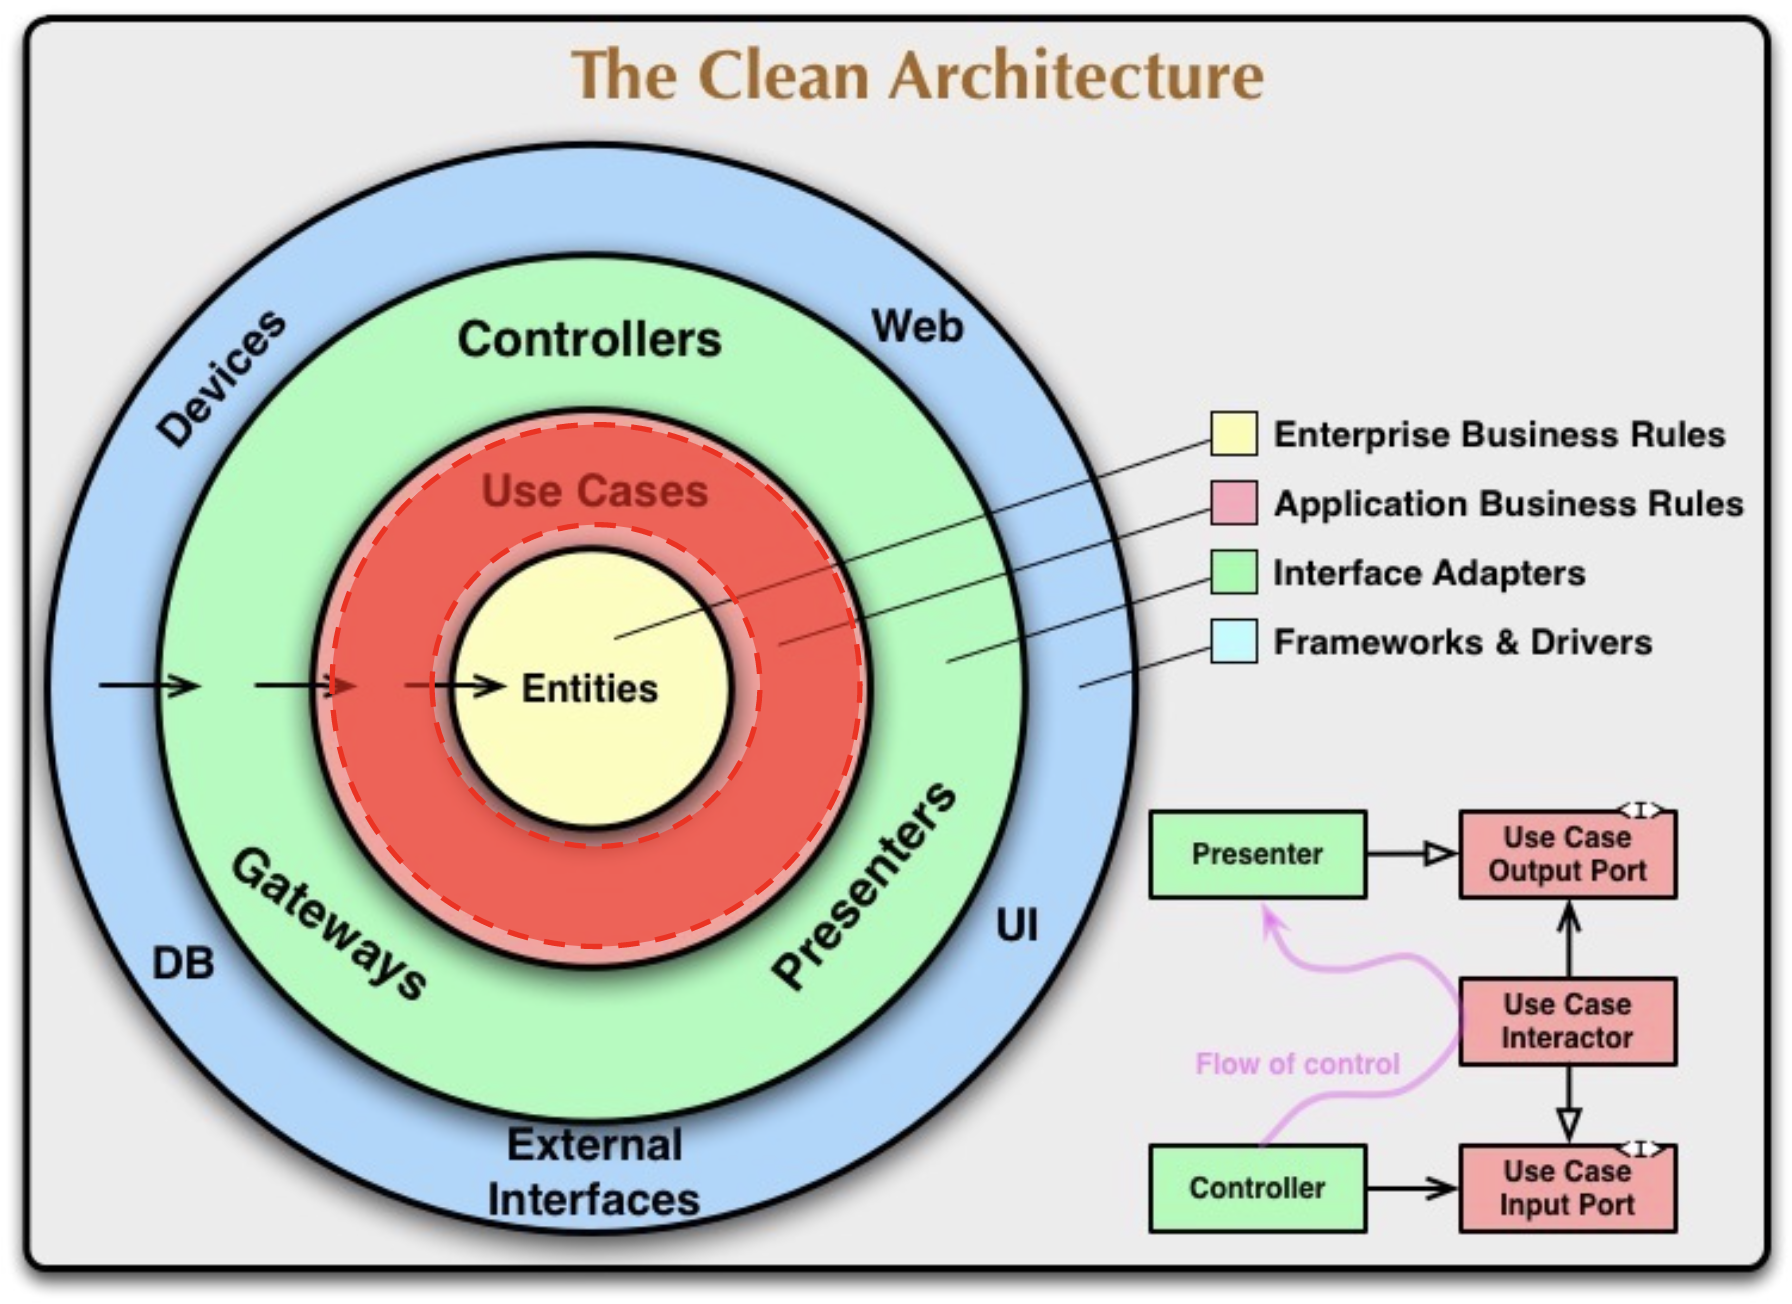 The Clean Architecture
Devices
Controllers
Web
Use Cases
Entities
Gateways
Presenters
DB
UI
External
Interfaces
Enterprise Business Rules
Application Business Rules
Interface Adapters
Frameworks & Drivers
Presenter
<I>
Use Case
Output Port
Use Case
Interactor
Flow of control
Controller
<I>
Use Case
Input Port